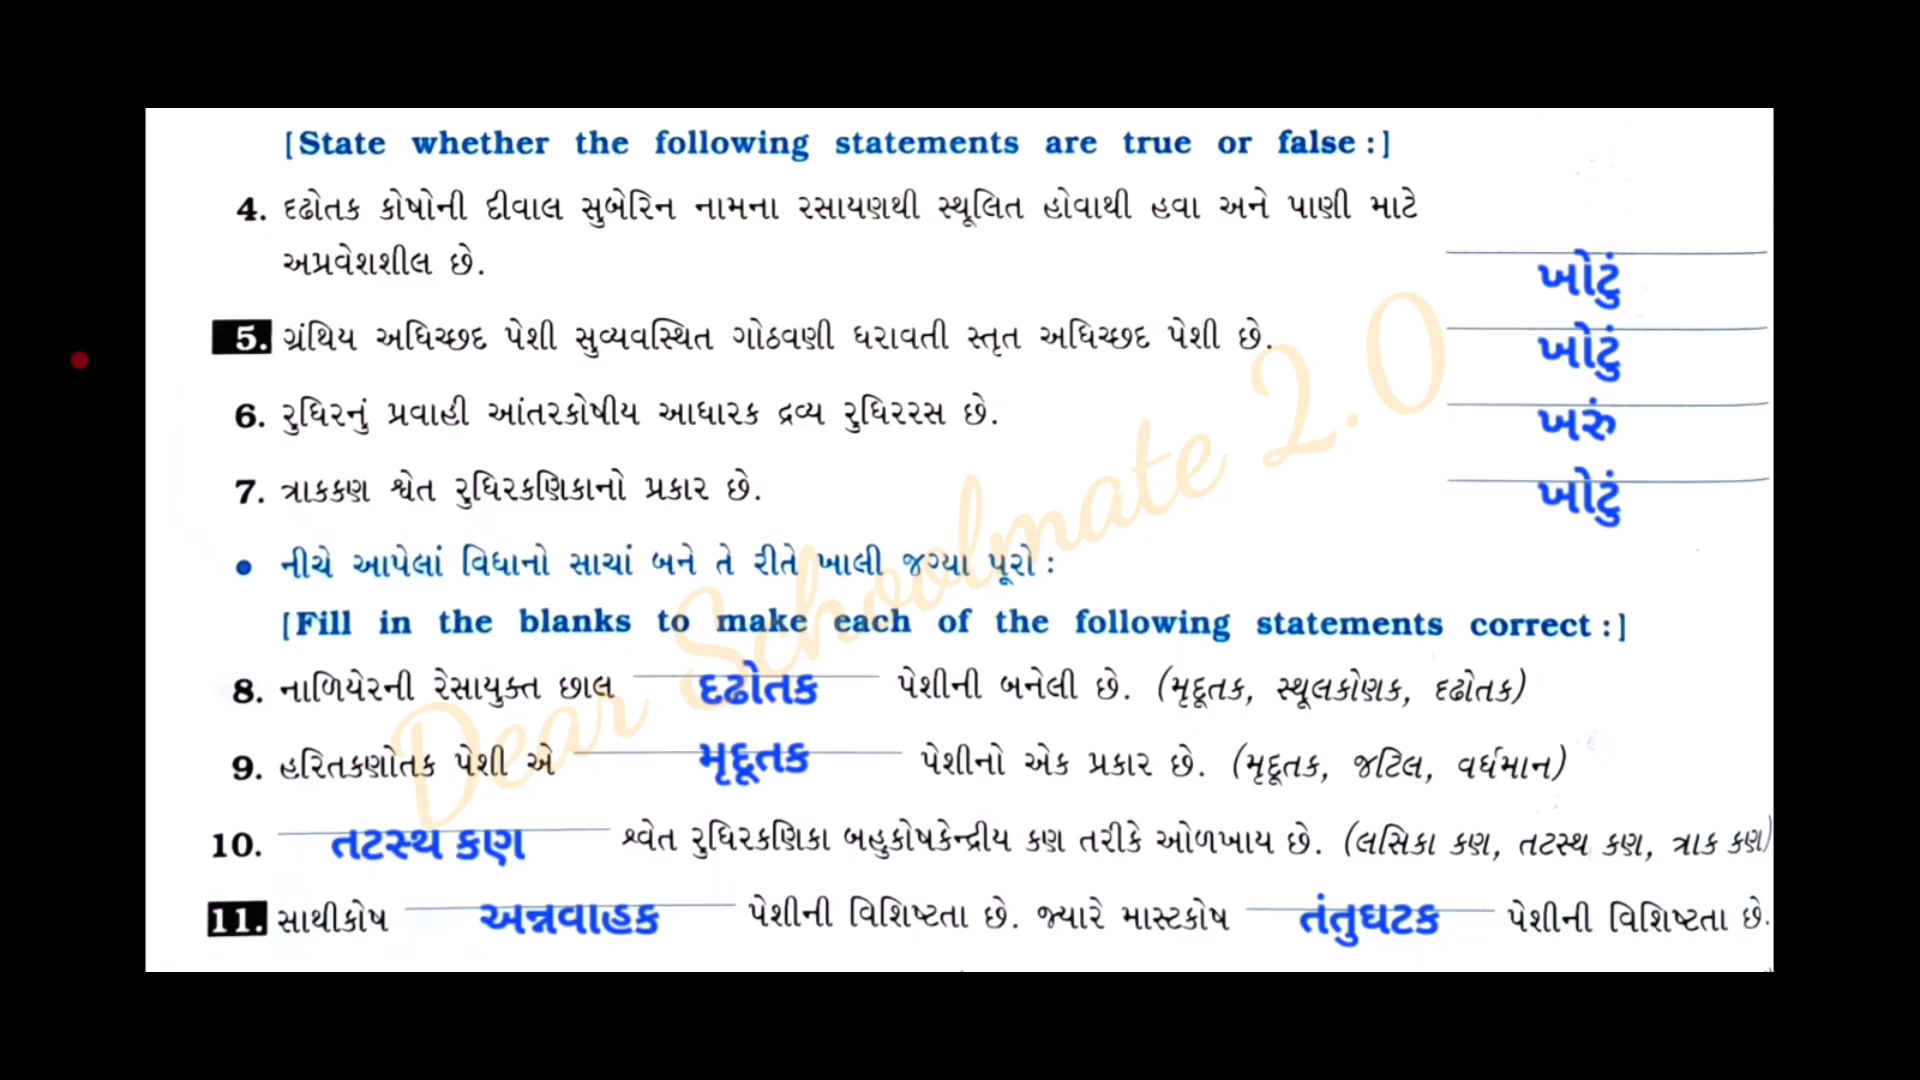 [State whether the following statements are true or false :]
4. દઢોતક કોષોની દીવાલ સુબેરિન નામના રસાયણથી સ્થૂલિત હોવાથી હવા અને પાણી માટે
અપ્રવેશશીલ છે. ખોટું
5. ગ્રંથિય અધિચ્છદ પેશી સુવ્યવસ્થિત ગોઠવણી ધરાવતી સ્તૃત અધિચ્છદ પેશી છે. ખોટું
6. રુધિરનું પ્રવાહી આંતરકોષીય આધારક દ્રવ્ય રુધિરરસ છે. ખરું
7. ત્રાકકણ શ્વેત રુધિરકણિકાનો પ્રકાર છે. ખોટું
• નીચે આપેલાં વિધાનો સાચાં બને તે રીતે ખાલી જગ્યા પૂરો :
[Fill in the blanks to make each of the following statements correct :]
8. નાળિયેરની રેસાયુક્ત છાલ દઢોતક પેશીની બનેલી છે. (મૃદૂતક, સ્થૂલકોણક, દઢોતક)
9. હરિતકણોતક પેશી એ મૃદૂતક પેશીનો એક પ્રકાર છે. (મૃદૂતક, જટિલ, વર્ધમાન)
10. તટસ્થ કણ શ્વેત રુધિરકણિકા બહુકોષકેન્દ્રીય કણ તરીકે ઓળખાય છે. (લસિકા કણ, તટસ્થ કણ, ત્રાક કણ)
11. સાથીકોષ અન્નવાહક પેશીની વિશિષ્ટતા છે. જ્યારે માસ્ટકોષ તંતુઘટક પેશીની વિશિષ્ટતા છે.
Dear Schoolmate 2.0